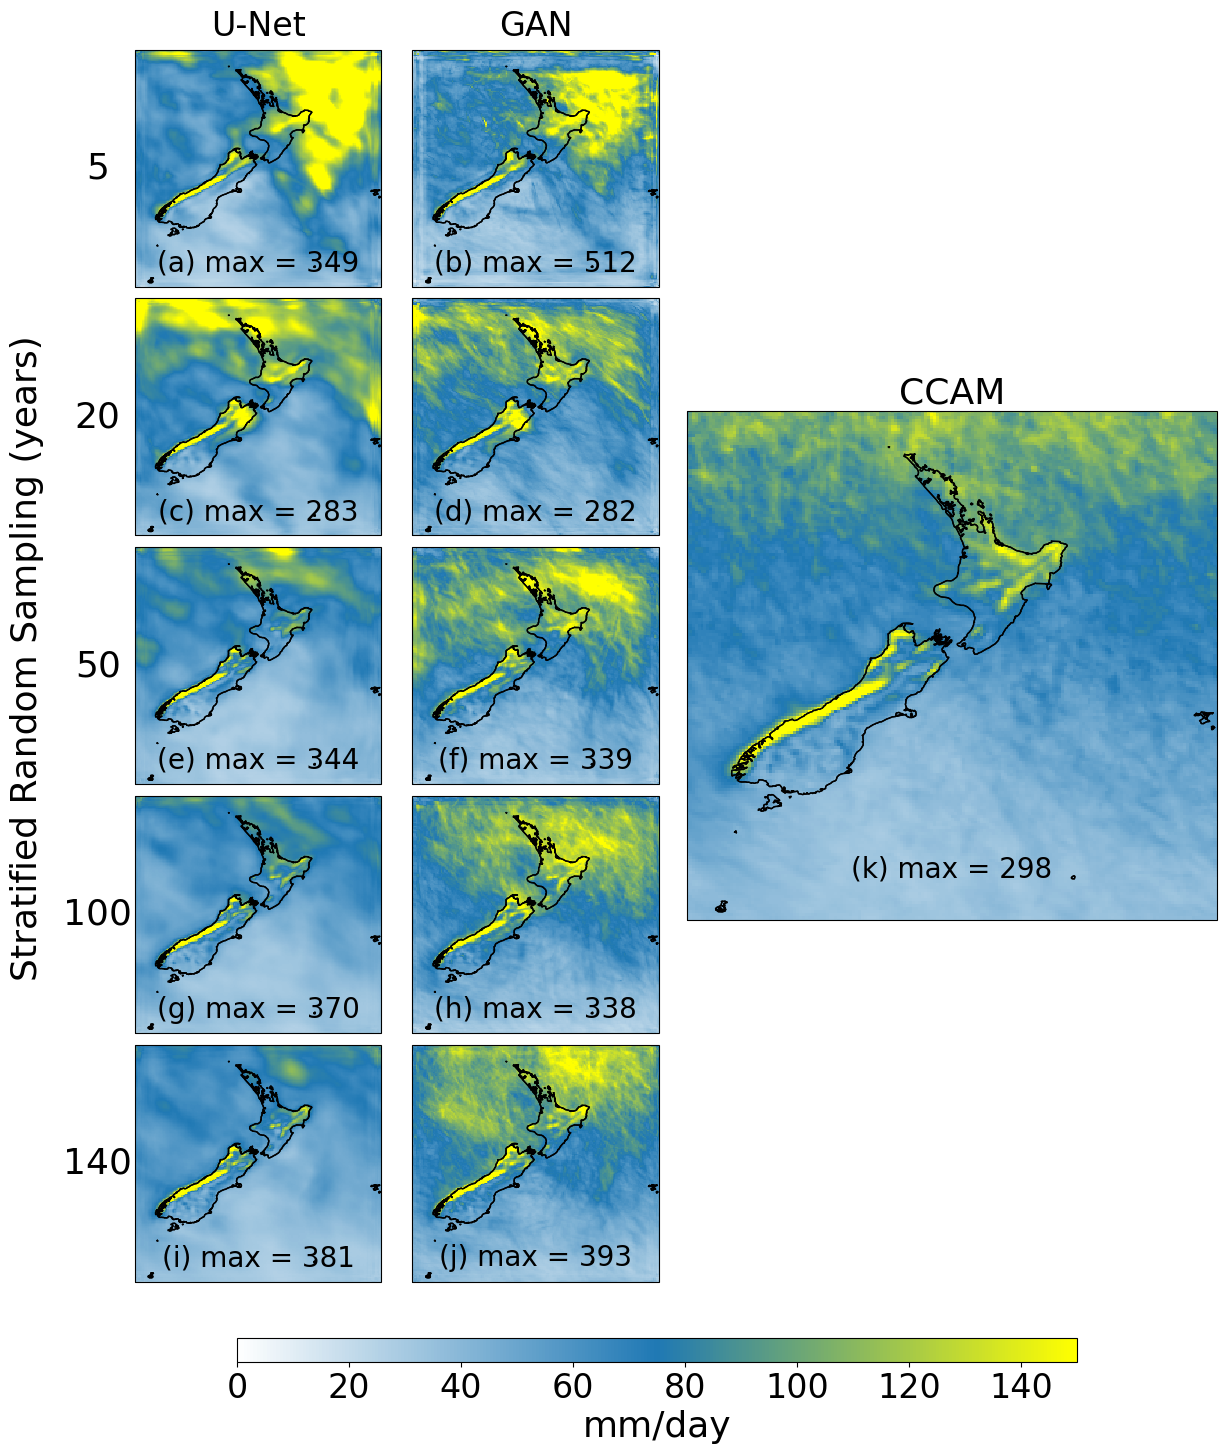 U-Net GAN
Stratified Random Sampling (years)
5
(a) max = 349
(b) max = 512
20
(c) max = 283
(d) max = 282
50
(e) max = 344
(f) max = 339
100
(g) max = 370
(h) max = 338
140
(i) max = 381
(j) max = 393
CCAM
(k) max = 298
0 20 40 60 80 100 120 140
mm/day